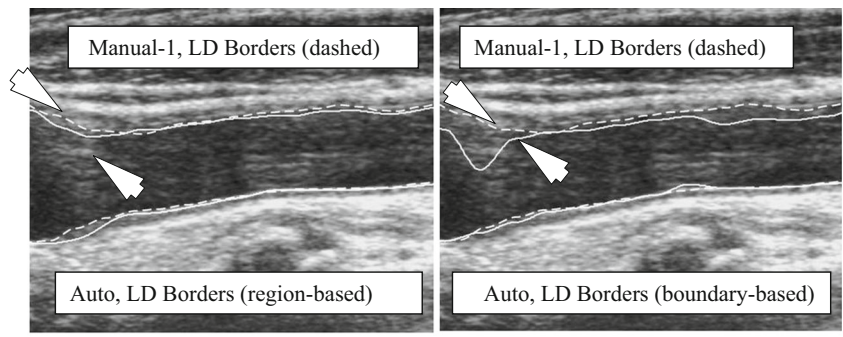 Manual-1, LD Borders (dashed)
Manual-1, LD Borders (dashed)
Auto, LD Borders (region-based)
Auto, LD Borders (boundary-based)